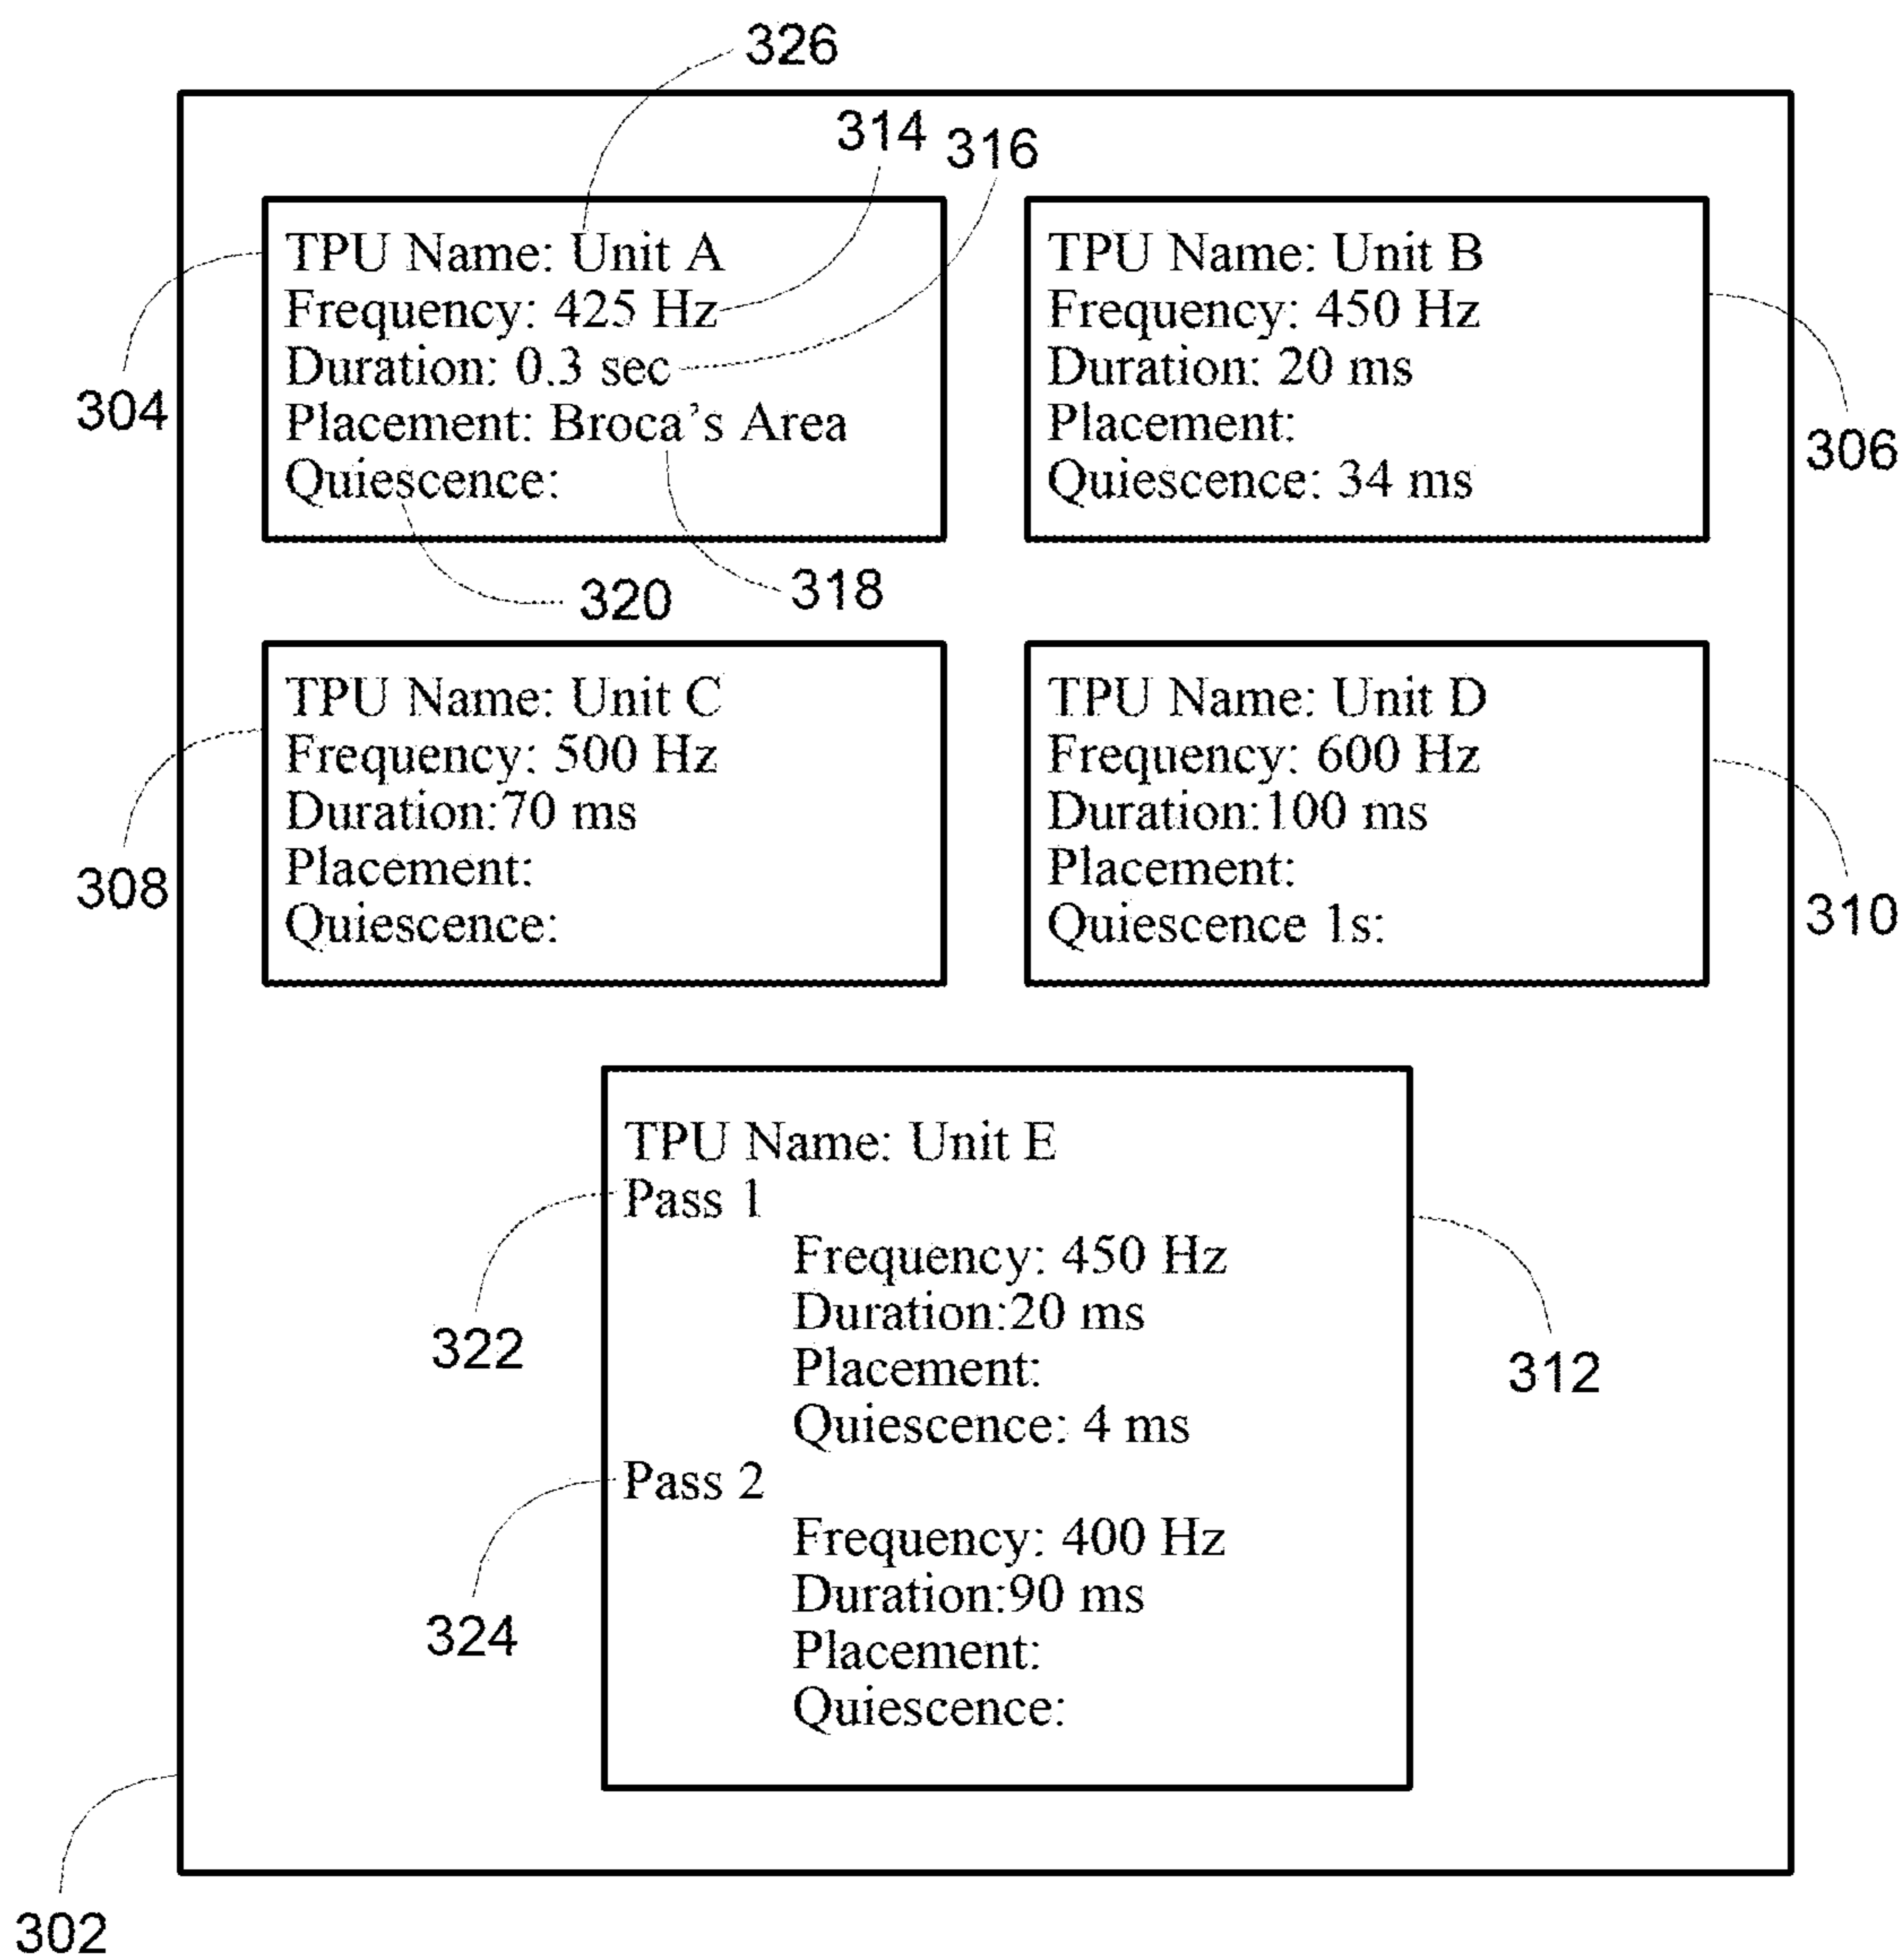 326
314
316
TPU Name: Unit A
Frequency: 425 Hz
Duration: 0.3 sec
Placement: Broca's Area
Quiescence:
304
TPU Name: Unit B
Frequency: 450 Hz
Duration: 20 ms
Placement:
Quiescence: 34 ms
306
320
318
TPU Name: Unit C
Frequency: 500 Hz
Duration:70 ms
Placement:
Quiescence:
308
TPU Name: Unit D
Frequency: 600 Hz
Duration:100 ms
Placement:
Quiescence 1s:
310
TPU Name: Unit E
Pass 1
Frequency: 450 Hz
Duration:20 ms
Placement:
Quiescence: 4 ms
322
312
Pass 2
Frequency: 400 Hz
Duration:90 ms
Placement:
Quiescence:
324
302